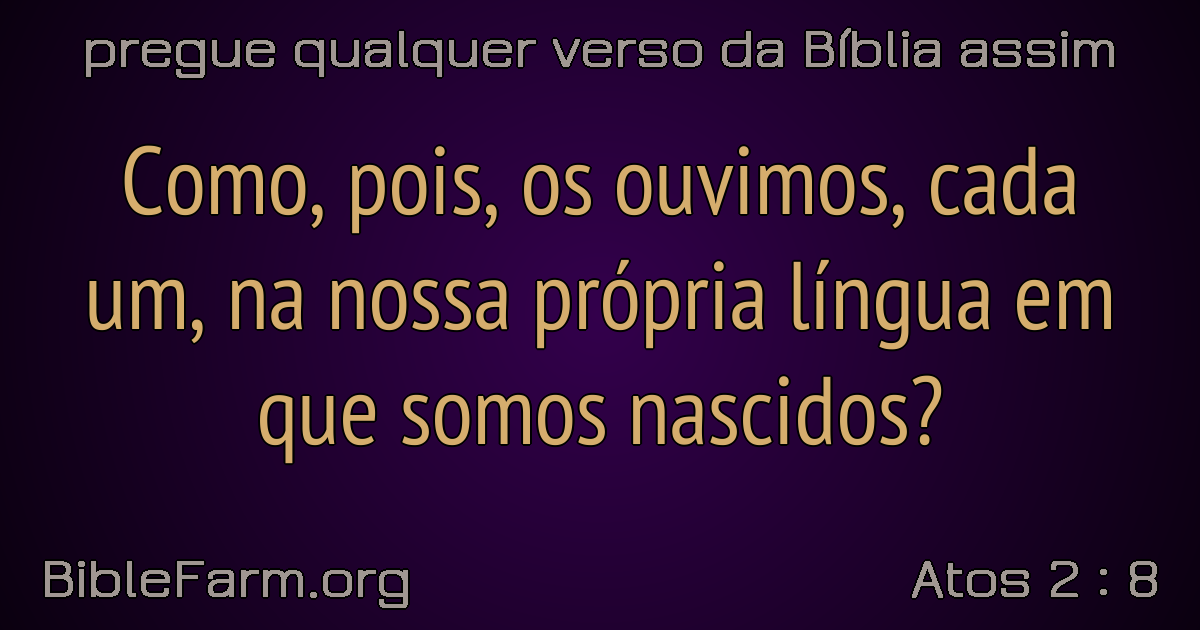 pregue qualquer verso da Bíblia assim
Como, pois, os ouvimos, cada
um, na nossa própria língua em
que somos nascidos?
BibleFarm.org
Atos 2 : 8